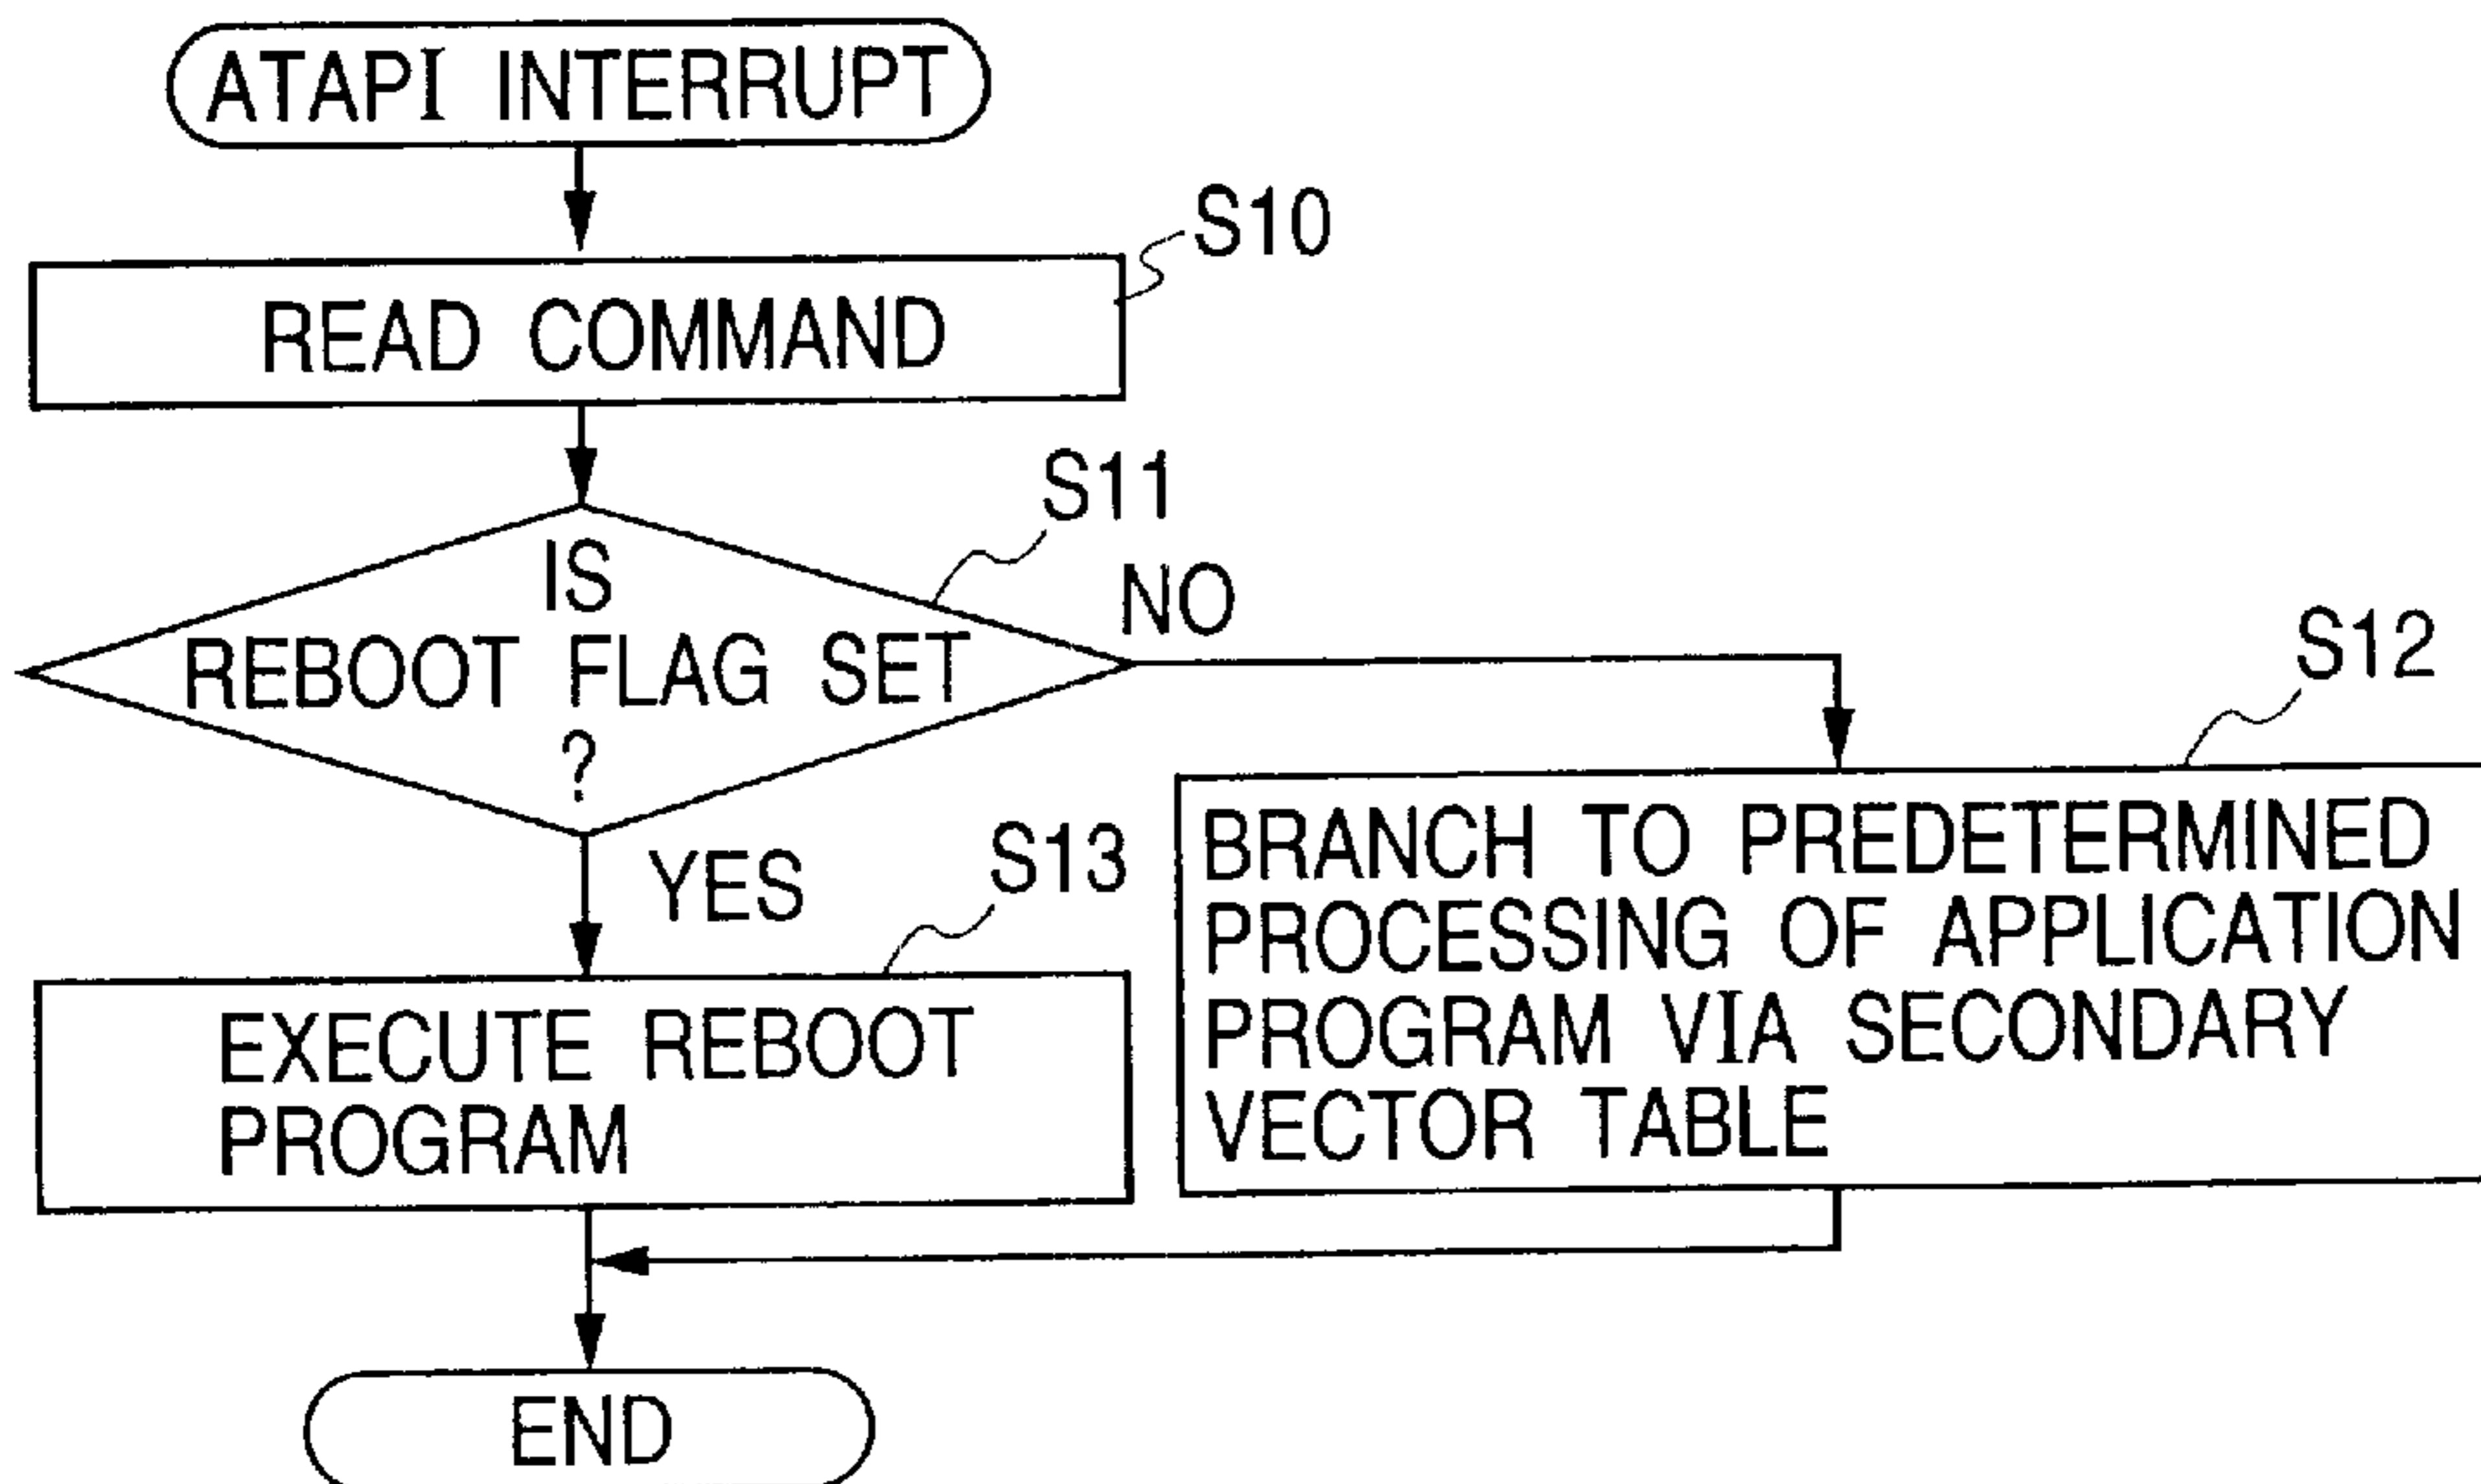 ATAPI INTERRUPT
S10
READ COMMAND
S11
IS
REBOOT FLAG SET
?
NO
S12
YES
S13
BRANCH TO PREDETERMINED
PROCESSING OF APPLICATION
PROGRAM VIA SECONDARY
VECTOR TABLE
EXECUTE REBOOT
PROGRAM
END